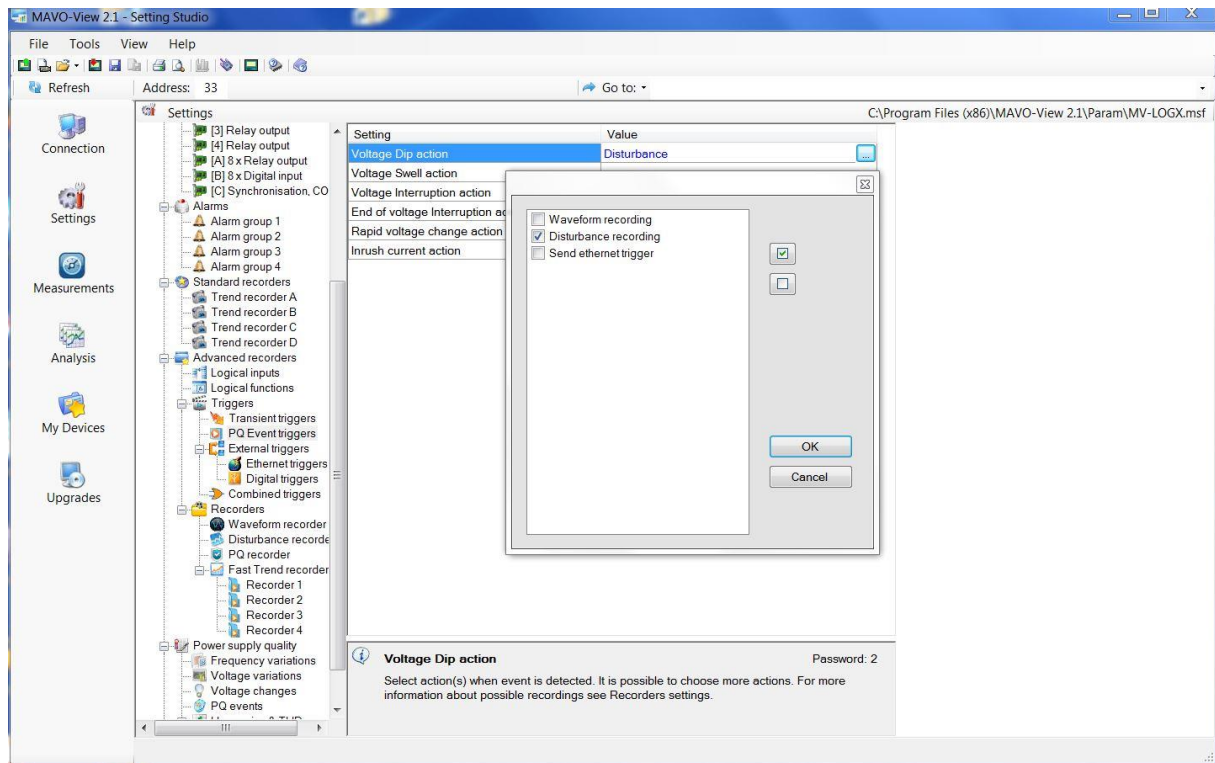 MAVO-View 2.1 - Setting Studio
File Tools View Help
Refresh Address: 33 Go to:
Settings C:\Program Files (x86)\MAVO-View 2.1\Param\MV-LOGX.msf
Connection
Settings
Measurements
Analysis
My Devices
Upgrades
[3] Relay output
[4] Relay output
[A] 8 x Relay output
[B] 8 x Digital input
[C] Synchronisation, CO
Alarms
Alarm group 1
Alarm group 2
Alarm group 3
Alarm group 4
Standard recorders
Trend recorder A
Trend recorder B
Trend recorder C
Trend recorder D
Advanced recorders
Logical inputs
Logical functions
Triggers
Transient triggers
PQ Event triggers
External triggers
Ethernet triggers
Digital triggers
Combined triggers
Recorders
Waveform recorder
Disturbance recorde
PQ recorder
Fast Trend recorder
Recorder 1
Recorder 2
Recorder 3
Recorder 4
Power supply quality
Frequency variations
Voltage variations
Voltage changes
PQ events
Setting Value
Voltage Dip action Disturbance ...
Voltage Swell action
Voltage Interruption action
End of voltage Interruption ac
Rapid voltage change action
Inrush current action
Waveform recording
Disturbance recording
Send ethernet trigger
OK
Cancel
Voltage Dip action Password: 2
Select action(s) when event is detected. It is possible to choose more actions. For more
information about possible recordings see Recorders settings.